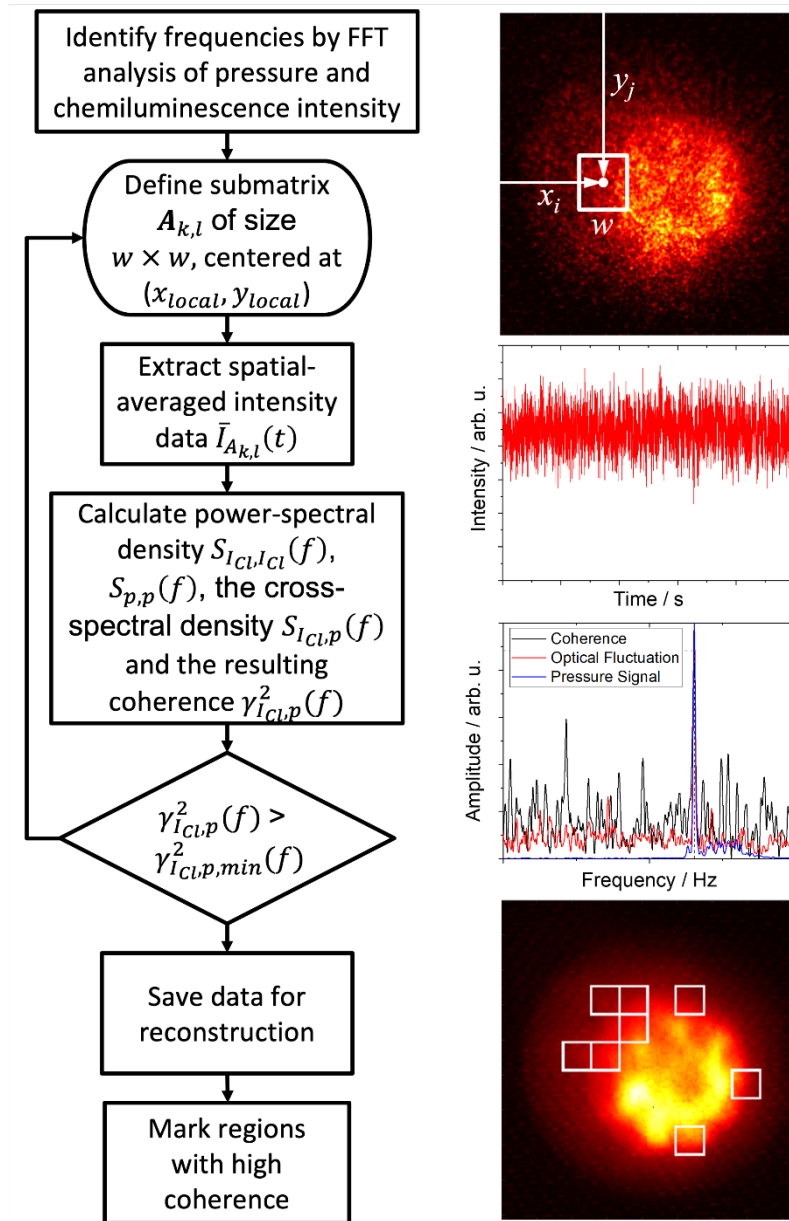 Identify frequencies by FFT
analysis of pressure and
chemiluminescence intensity
Define submatrix
𝑨ₖ,ₗ of size
𝑤 × 𝑤, centered at
(𝑥_{local}, 𝑦_{local})
Extract spatial-
averaged intensity
data Ī_{A_{k,l}}(t)
Calculate power-spectral
density S_{I_{Cl},I_{Cl}}(f),
S_{p,p}(f), the cross-
spectral density S_{I_{Cl},p}(f)
and the resulting
coherence γ²_{I_{Cl},p}(f)
γ²_{I_{Cl},p}(f) >
γ²_{I_{Cl},p,min}(f)
Save data for
reconstruction
Mark regions
with high
coherence
y_j
x_i
w
Intensity / arb. u.
Time / s
Coherence
Optical Fluctuation
Pressure Signal
Amplitude / arb. u.
Frequency / Hz